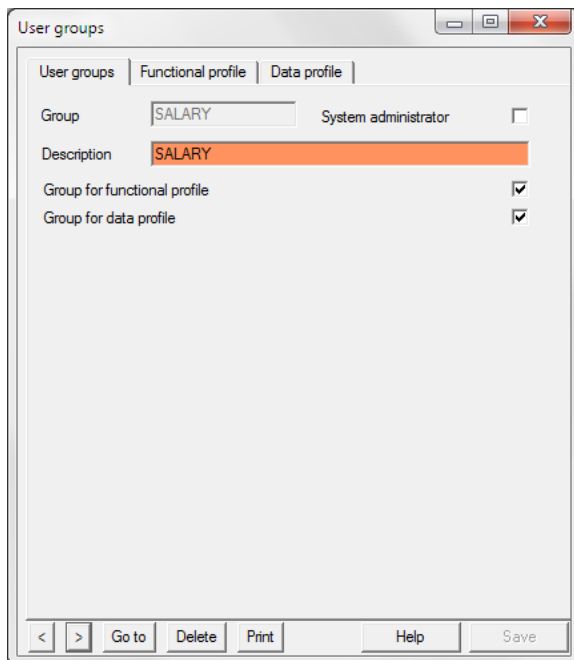 User groups
User groups Functional profile Data profile
Group SALARY System administrator
Description SALARY
Group for functional profile
Group for data profile
< > Go to Delete Print Help Save